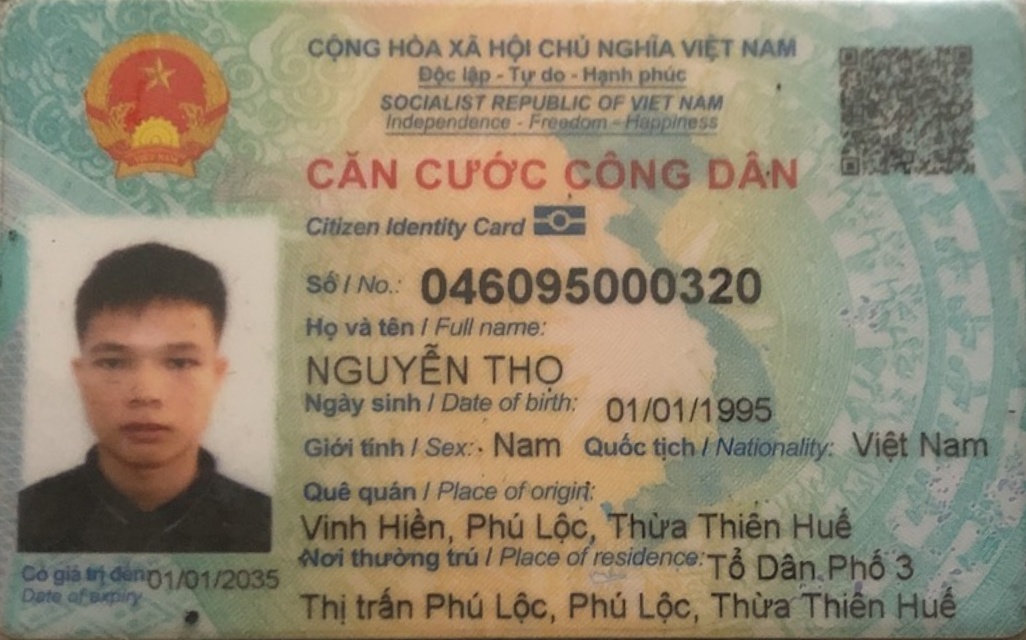 CỘNG HÒA XÃ HỘI CHỦ NGHĨA VIỆT NAM
Độc lập - Tự do - Hạnh phúc
SOCIALIST REPUBLIC OF VIET NAM
Independence - Freedom - Happiness
CĂN CƯỚC CÔNG DÂN
Citizen Identity Card
Số / No.: 046095000320
Họ và tên / Full name:
NGUYỄN THỌ
Ngày sinh / Date of birth: 01/01/1995
Giới tính / Sex: Nam Quốc tịch / Nationality: Việt Nam
Quê quán / Place of origin:
Vinh Hiền, Phú Lộc, Thừa Thiên Huế
Nơi thường trú / Place of residence: Tổ Dân Phố 3
Thị trấn Phú Lộc, Phú Lộc, Thừa Thiên Huế
Có giá trị đến: 01/01/2035
Date of expiry